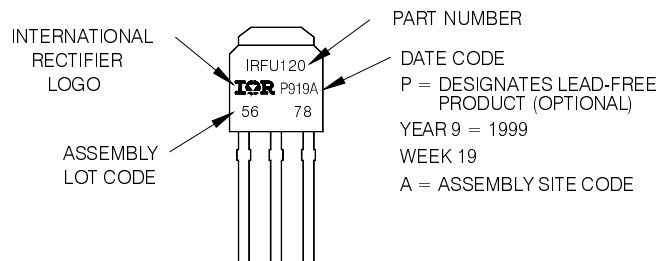 INTERNATIONAL
RECTIFIER
LOGO
ASSEMBLY
LOT CODE
IRFU120
IOR P919A
56 78
PART NUMBER
DATE CODE
P = DESIGNATES LEAD-FREE
PRODUCT (OPTIONAL)
YEAR 9 = 1999
WEEK 19
A = ASSEMBLY SITE CODE